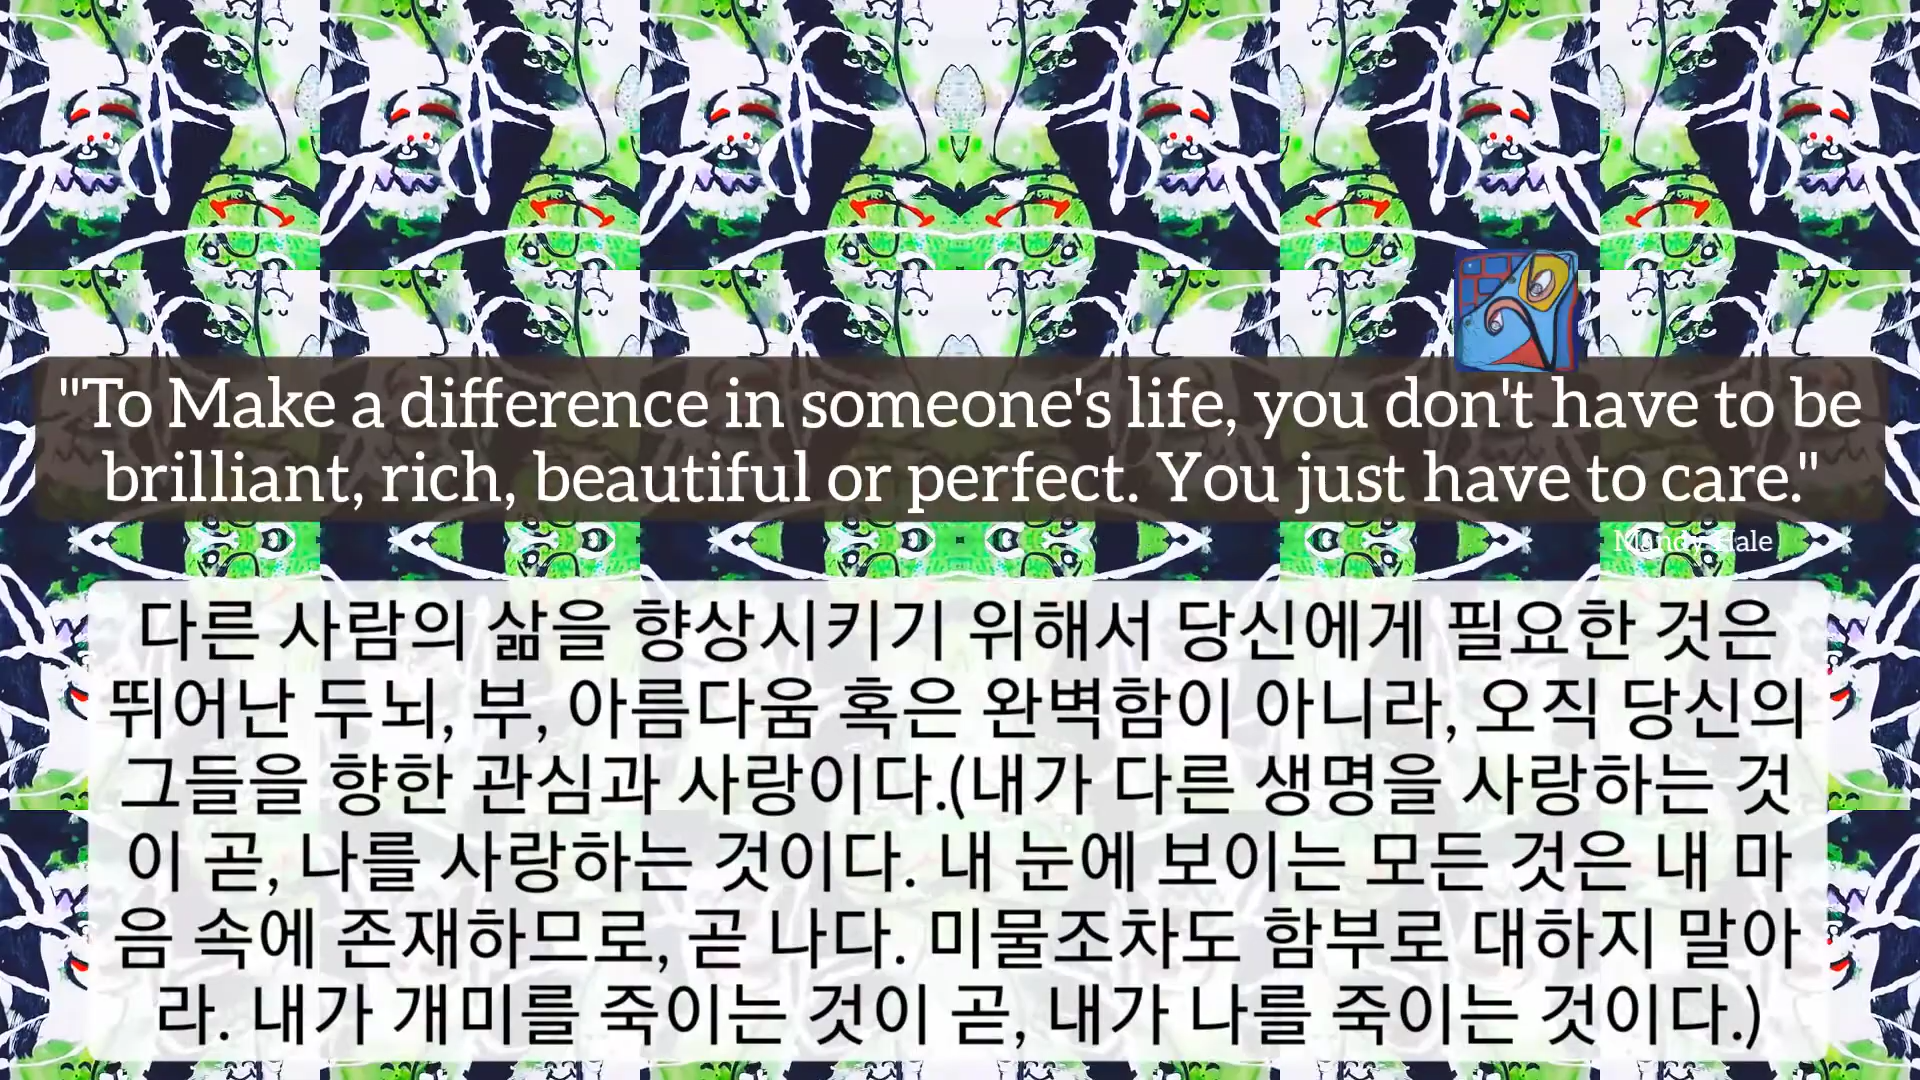 "To Make a difference in someone's life, you don't have to be
brilliant, rich, beautiful or perfect. You just have to care."
Mandy Hale
다른 사람의 삶을 향상시키기 위해서 당신에게 필요한 것은
뛰어난 두뇌, 부, 아름다움 혹은 완벽함이 아니라, 오직 당신의
그들을 향한 관심과 사랑이다.(내가 다른 생명을 사랑하는 것
이 곧, 나를 사랑하는 것이다. 내 눈에 보이는 모든 것은 내 마
음 속에 존재하므로, 곧 나다. 미물조차도 함부로 대하지 말아
라. 내가 개미를 죽이는 것이 곧, 내가 나를 죽이는 것이다.)